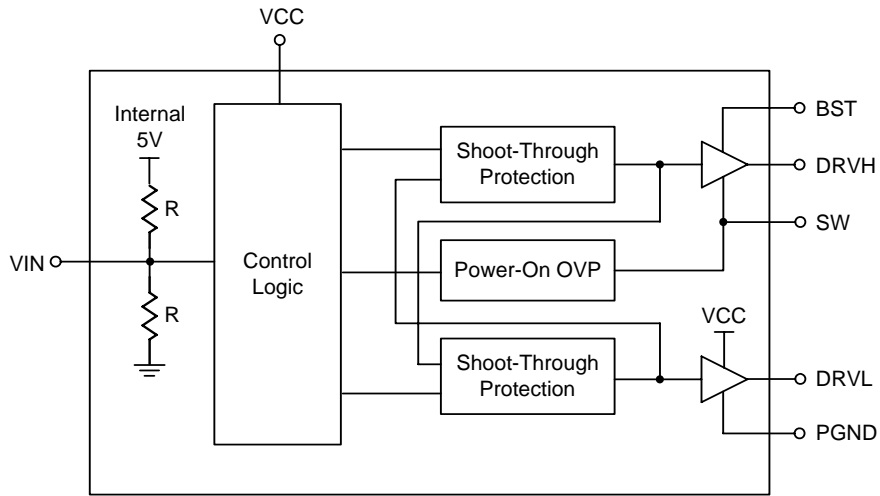 VCC
Internal
5V
R
VIN
R
Control
Logic
Shoot-Through
Protection
Power-On OVP
Shoot-Through
Protection
BST
DRVH
SW
VCC
DRVL
PGND